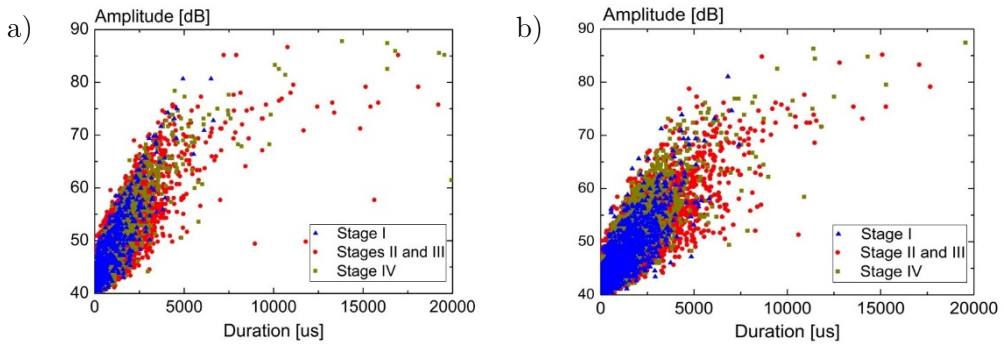 a)
Amplitude [dB]
90
80
70
60
50
40
0
5000
10000
15000
20000
Duration [us]
Stage I
Stages II and III
Stage IV
b)
Amplitude [dB]
90
80
70
60
50
40
0
5000
10000
15000
20000
Duration [us]
Stage I
Stages II and III
Stage IV